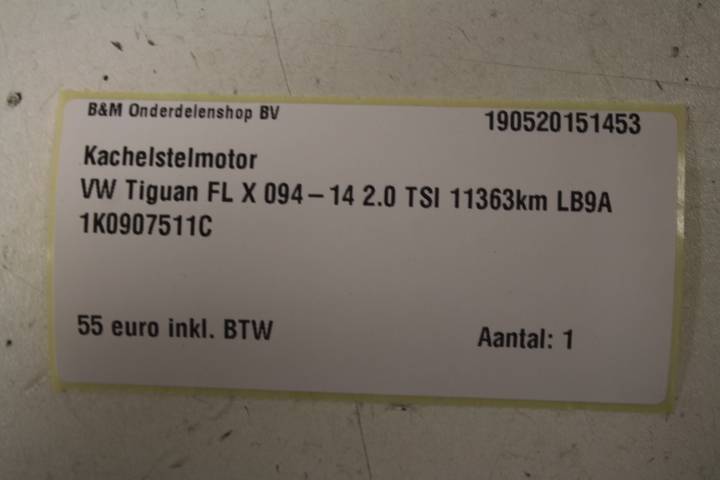 B&M Onderdelenshop BV 190520151453
Kachelstelmotor
VW Tiguan FL X 094-14 2.0 TSI 11363km LB9A
1K0907511C
55 euro inkl. BTW Aantal: 1